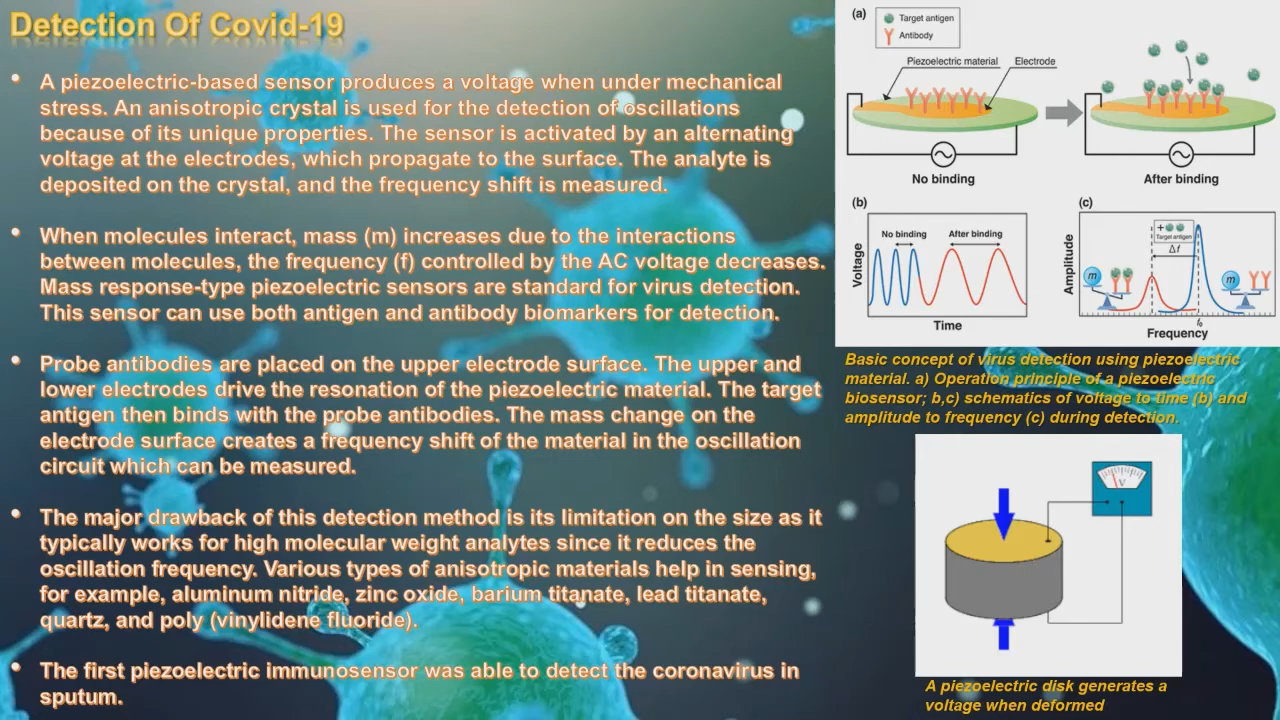 Detection Of Covid-19
• A piezoelectric-based sensor produces a voltage when under mechanical
stress. An anisotropic crystal is used for the detection of oscillations
because of its unique properties. The sensor is activated by an alternating
voltage at the electrodes, which propagate to the surface. The analyte is
deposited on the crystal, and the frequency shift is measured.
• When molecules interact, mass (m) increases due to the interactions
between molecules, the frequency (f) controlled by the AC voltage decreases.
Mass response-type piezoelectric sensors are standard for virus detection.
This sensor can use both antigen and antibody biomarkers for detection.
• Probe antibodies are placed on the upper electrode surface. The upper and
lower electrodes drive the resonation of the piezoelectric material. The target
antigen then binds with the probe antibodies. The mass change on the
electrode surface creates a frequency shift of the material in the oscillation
circuit which can be measured.
• The major drawback of this detection method is its limitation on the size as it
typically works for high molecular weight analytes since it reduces the
oscillation frequency. Various types of anisotropic materials help in sensing,
for example, aluminum nitride, zinc oxide, barium titanate, lead titanate,
quartz, and poly (vinylidene fluoride).
• The first piezoelectric immunosensor was able to detect the coronavirus in
sputum.
(a)
Target antigen
Antibody
Piezoelectric material
Electrode
No binding
After binding
(b)
Voltage
No binding
After binding
Time
(c)
Amplitude
+
Target antigen
Δf
m
m
f₀
Frequency
Basic concept of virus detection using piezoelectric
material. a) Operation principle of a piezoelectric
biosensor; b,c) schematics of voltage to time (b) and
amplitude to frequency (c) during detection.
V
A piezoelectric disk generates a
voltage when deformed